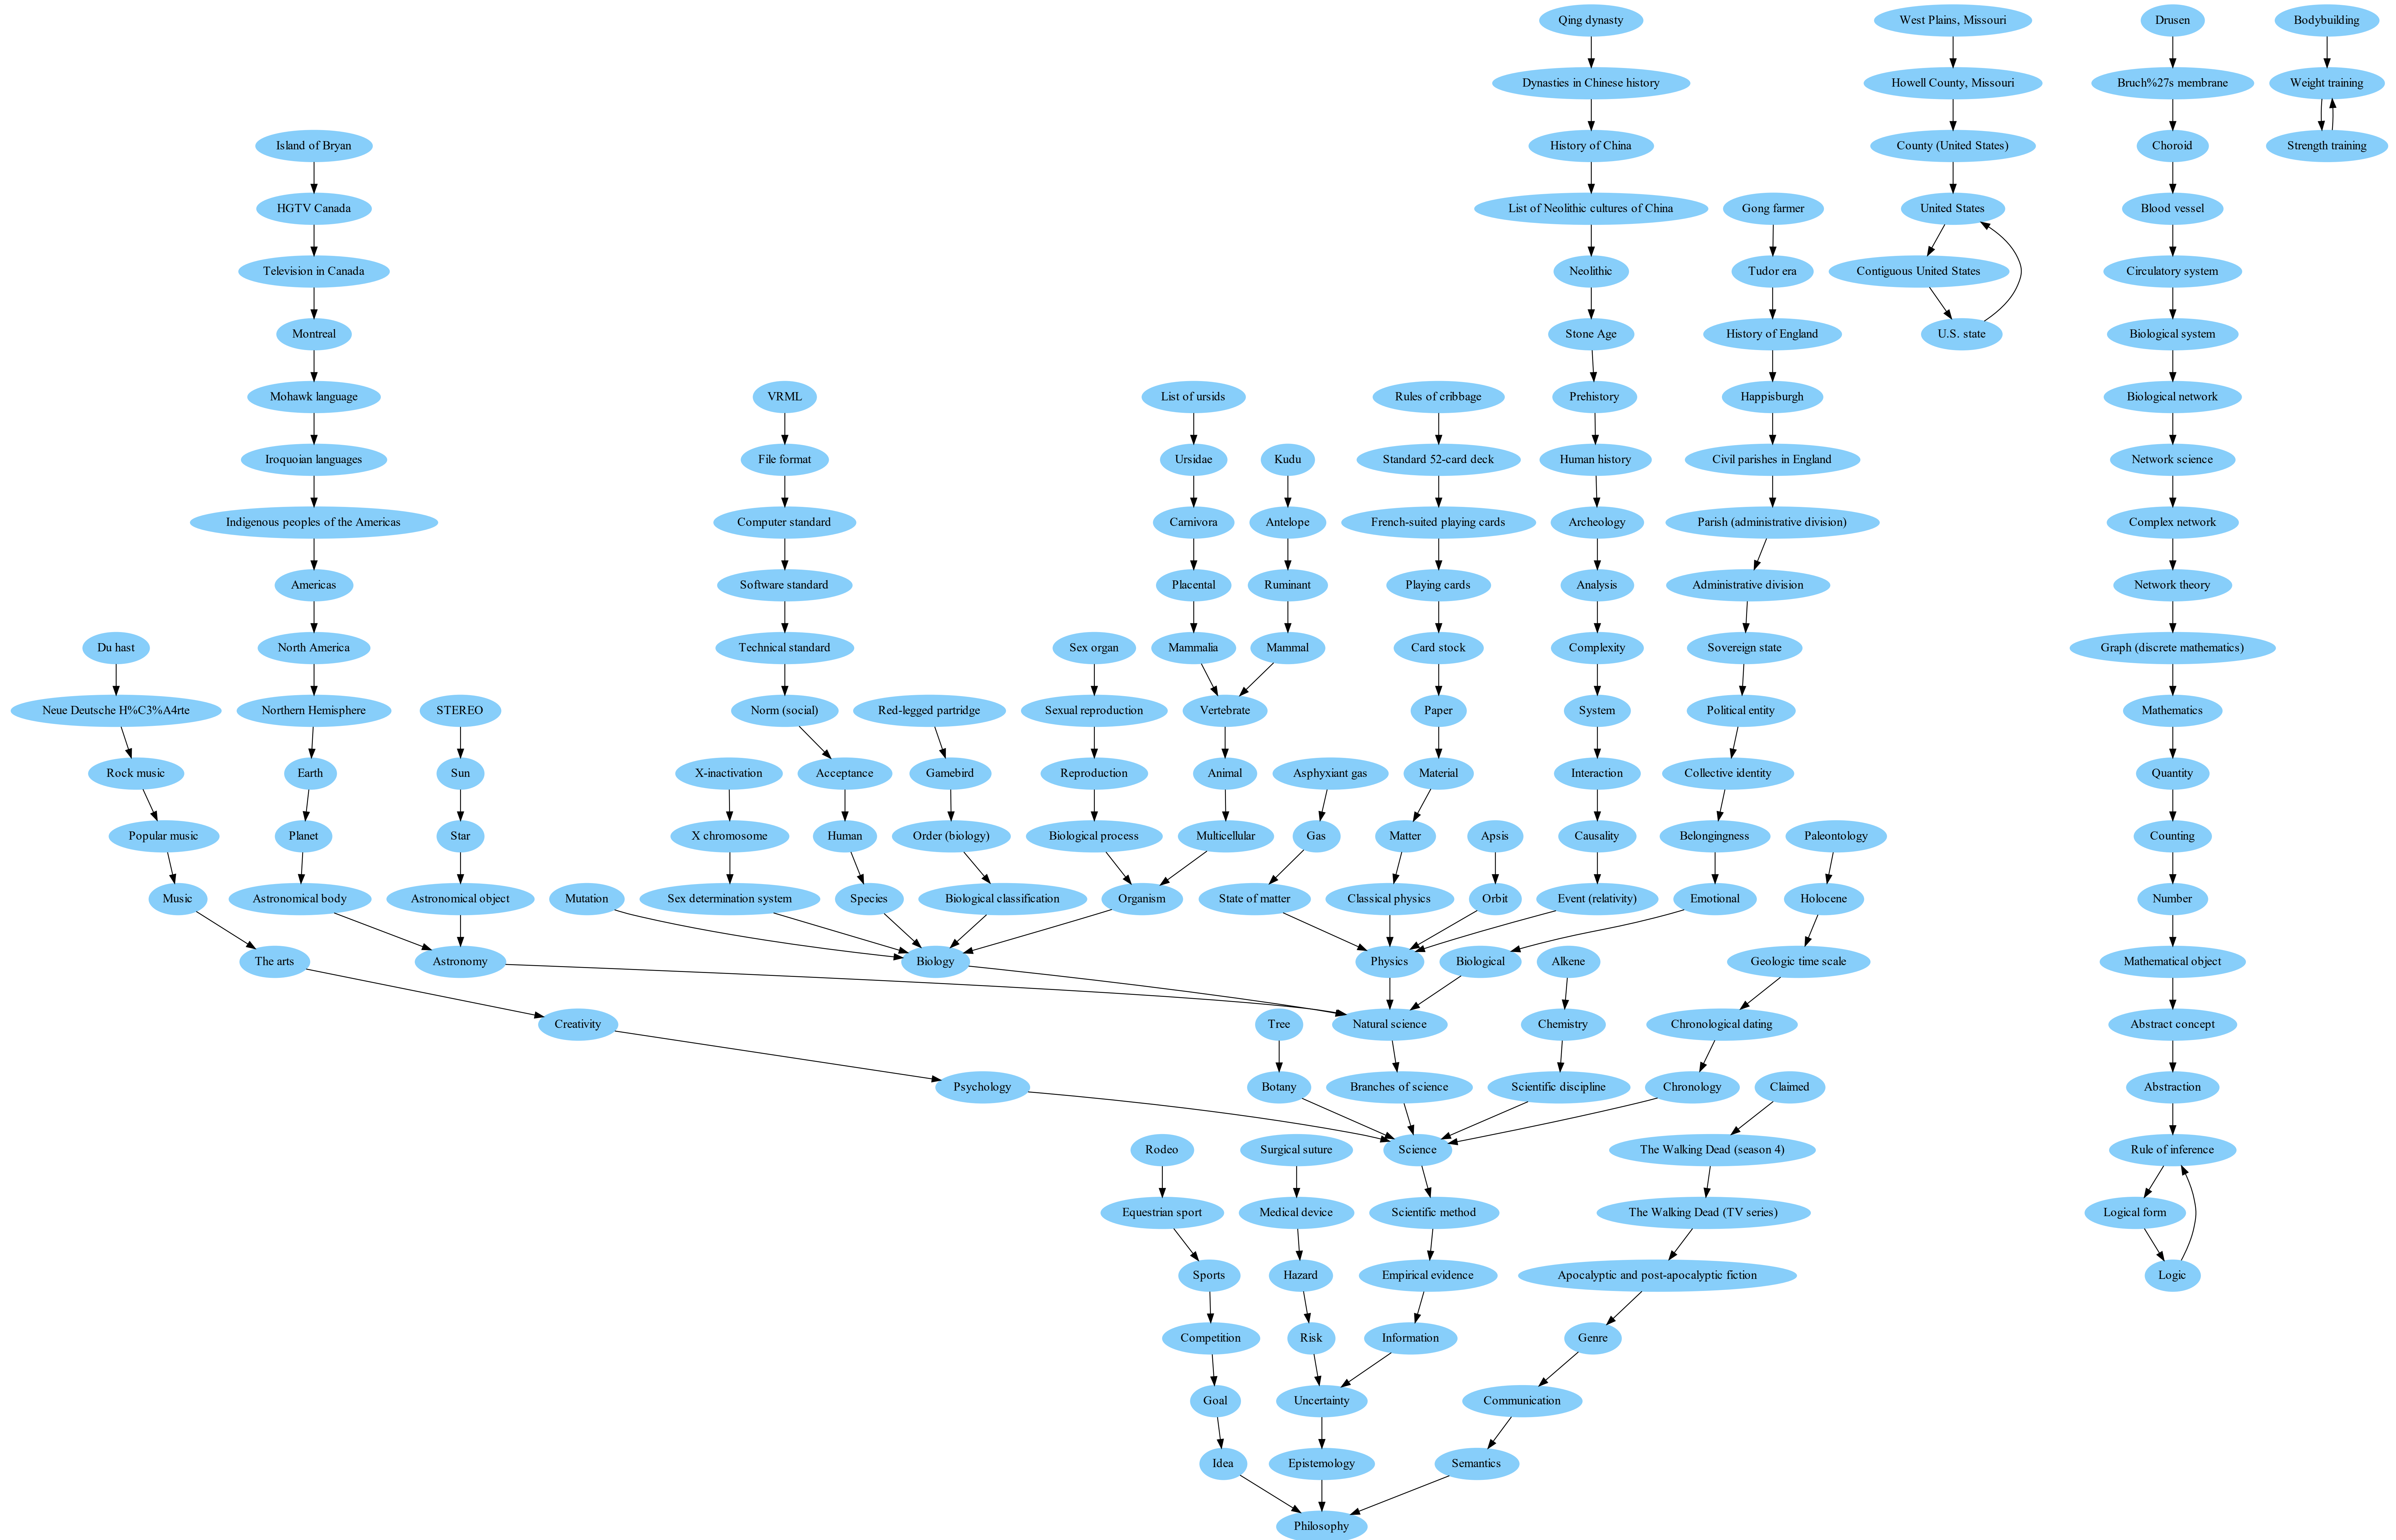 Qing dynasty
West Plains, Missouri
Drusen
Bodybuilding
Dynasties in Chinese history
Howell County, Missouri
Bruch%27s membrane
Weight training
Island of Bryan
History of China
County (United States)
Choroid
Strength training
HGTV Canada
List of Neolithic cultures of China
Gong farmer
United States
Blood vessel
Television in Canada
Neolithic
Tudor era
Contiguous United States
Circulatory system
Montreal
Stone Age
History of England
U.S. state
Biological system
Mohawk language
VRML
List of ursids
Rules of cribbage
Prehistory
Happisburgh
Biological network
Iroquoian languages
File format
Ursidae
Kudu
Standard 52-card deck
Human history
Civil parishes in England
Network science
Indigenous peoples of the Americas
Computer standard
Carnivora
Antelope
French-suited playing cards
Archeology
Parish (administrative division)
Complex network
Americas
Software standard
Placental
Ruminant
Playing cards
Analysis
Administrative division
Network theory
Du hast
North America
Technical standard
Sex organ
Mammalia
Mammal
Card stock
Complexity
Sovereign state
Graph (discrete mathematics)
Neue Deutsche H%C3%A4rte
Northern Hemisphere
STEREO
Norm (social)
Red-legged partridge
Sexual reproduction
Vertebrate
Paper
System
Political entity
Mathematics
Rock music
Earth
Sun
X-inactivation
Acceptance
Gamebird
Reproduction
Animal
Asphyxiant gas
Material
Interaction
Collective identity
Quantity
Popular music
Planet
Star
X chromosome
Human
Order (biology)
Biological process
Multicellular
Gas
Matter
Apsis
Causality
Belongingness
Paleontology
Counting
Music
Astronomical body
Astronomical object
Mutation
Sex determination system
Species
Biological classification
Organism
State of matter
Classical physics
Orbit
Event (relativity)
Emotional
Holocene
Number
The arts
Astronomy
Biology
Physics
Biological
Alkene
Geologic time scale
Mathematical object
Creativity
Tree
Natural science
Chemistry
Chronological dating
Abstract concept
Psychology
Botany
Branches of science
Scientific discipline
Chronology
Claimed
Abstraction
Rodeo
Surgical suture
Science
The Walking Dead (season 4)
Rule of inference
Equestrian sport
Medical device
Scientific method
The Walking Dead (TV series)
Logical form
Sports
Hazard
Empirical evidence
Apocalyptic and post-apocalyptic fiction
Logic
Competition
Risk
Information
Genre
Goal
Uncertainty
Communication
Idea
Epistemology
Semantics
Philosophy